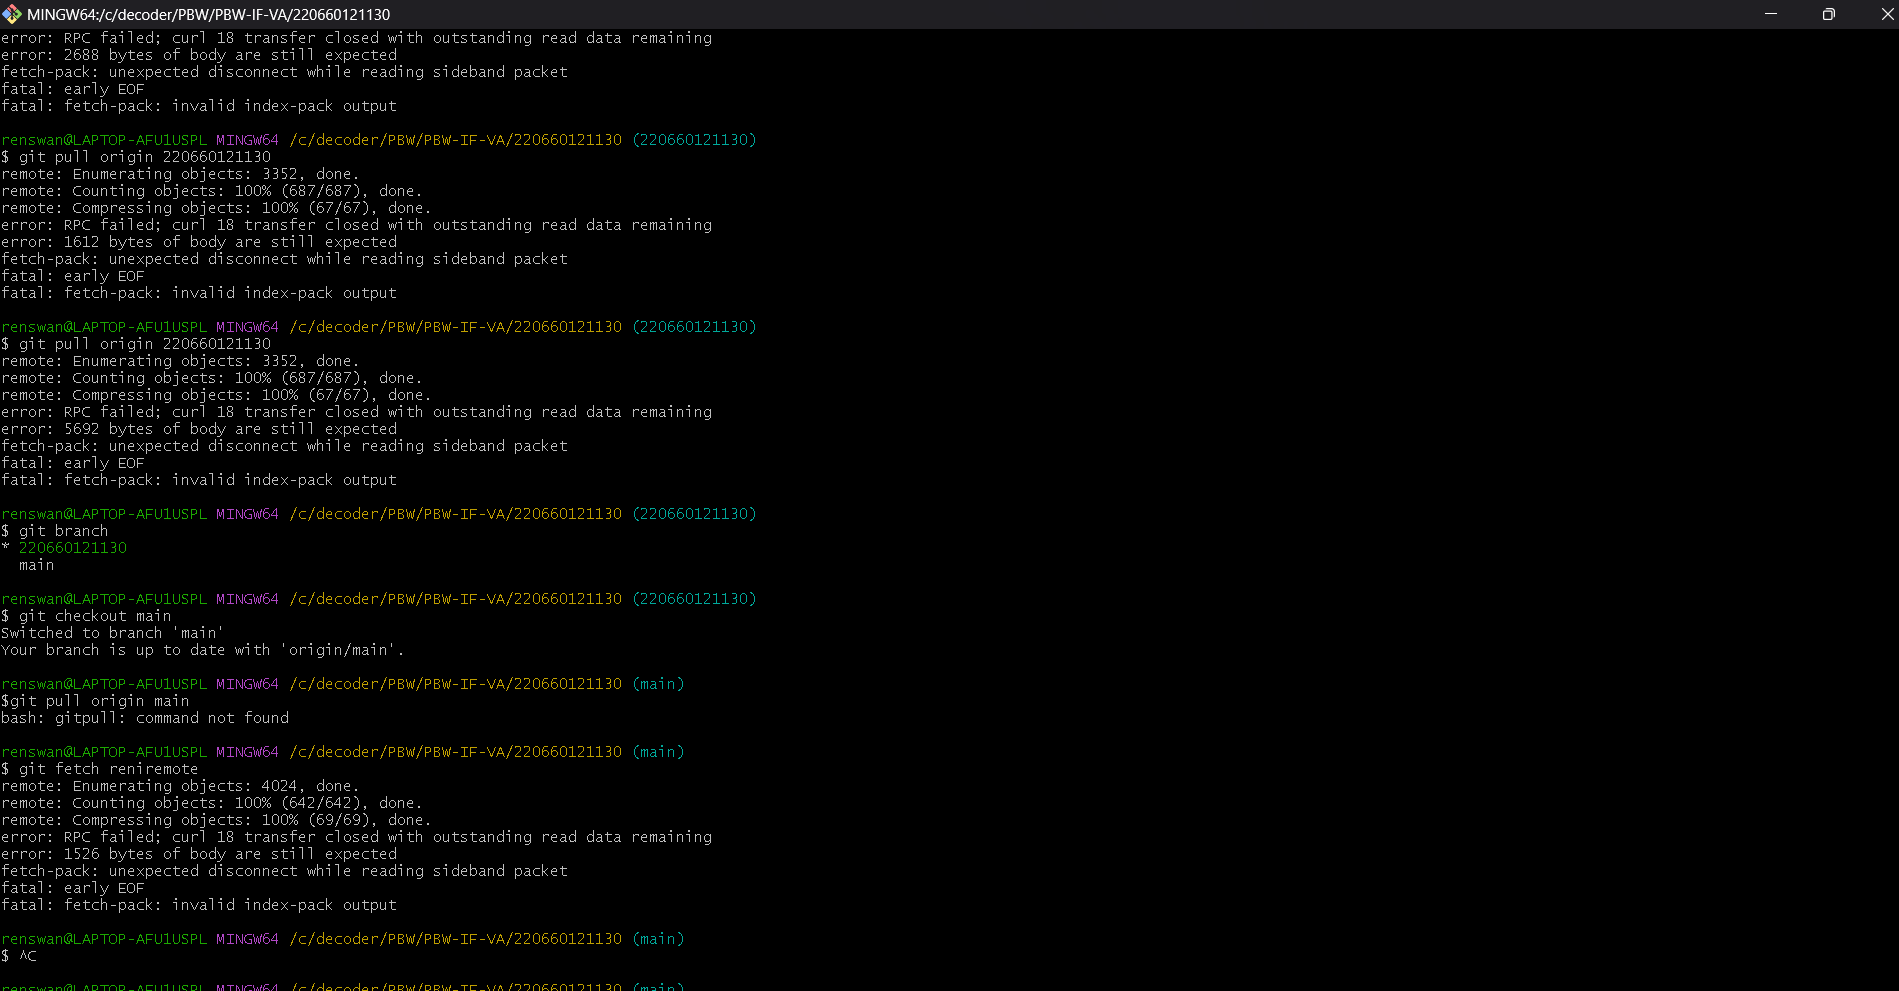 MINGW64:/c/decoder/PBW/PBW-IF-VA/220660121130
error: RPC failed; curl 18 transfer closed with outstanding read data remaining
error: 2688 bytes of body are still expected
fetch-pack: unexpected disconnect while reading sideband packet
fatal: early EOF
fatal: fetch-pack: invalid index-pack output
renswan@LAPTOP-AFU1USPL MINGW64 /c/decoder/PBW/PBW-IF-VA/220660121130 (220660121130)
$ git pull origin 220660121130
remote: Enumerating objects: 3352, done.
remote: Counting objects: 100% (687/687), done.
remote: Compressing objects: 100% (67/67), done.
error: RPC failed; curl 18 transfer closed with outstanding read data remaining
error: 1612 bytes of body are still expected
fetch-pack: unexpected disconnect while reading sideband packet
fatal: early EOF
fatal: fetch-pack: invalid index-pack output
renswan@LAPTOP-AFU1USPL MINGW64 /c/decoder/PBW/PBW-IF-VA/220660121130 (220660121130)
$ git pull origin 220660121130
remote: Enumerating objects: 3352, done.
remote: Counting objects: 100% (687/687), done.
remote: Compressing objects: 100% (67/67), done.
error: RPC failed; curl 18 transfer closed with outstanding read data remaining
error: 5692 bytes of body are still expected
fetch-pack: unexpected disconnect while reading sideband packet
fatal: early EOF
fatal: fetch-pack: invalid index-pack output
renswan@LAPTOP-AFU1USPL MINGW64 /c/decoder/PBW/PBW-IF-VA/220660121130 (220660121130)
$ git branch
* 220660121130
main
renswan@LAPTOP-AFU1USPL MINGW64 /c/decoder/PBW/PBW-IF-VA/220660121130 (220660121130)
$ git checkout main
Switched to branch 'main'
Your branch is up to date with 'origin/main'.
renswan@LAPTOP-AFU1USPL MINGW64 /c/decoder/PBW/PBW-IF-VA/220660121130 (main)
$git pull origin main
bash: gitpull: command not found
renswan@LAPTOP-AFU1USPL MINGW64 /c/decoder/PBW/PBW-IF-VA/220660121130 (main)
$ git fetch reniremote
remote: Enumerating objects: 4024, done.
remote: Counting objects: 100% (642/642), done.
remote: Compressing objects: 100% (69/69), done.
error: RPC failed; curl 18 transfer closed with outstanding read data remaining
error: 1526 bytes of body are still expected
fetch-pack: unexpected disconnect while reading sideband packet
fatal: early EOF
fatal: fetch-pack: invalid index-pack output
renswan@LAPTOP-AFU1USPL MINGW64 /c/decoder/PBW/PBW-IF-VA/220660121130 (main)
$ ^C
renswan@LAPTOP-AFU1USPL MINGW64 /c/decoder/PBW/PBW-IF-VA/220660121130 (main)